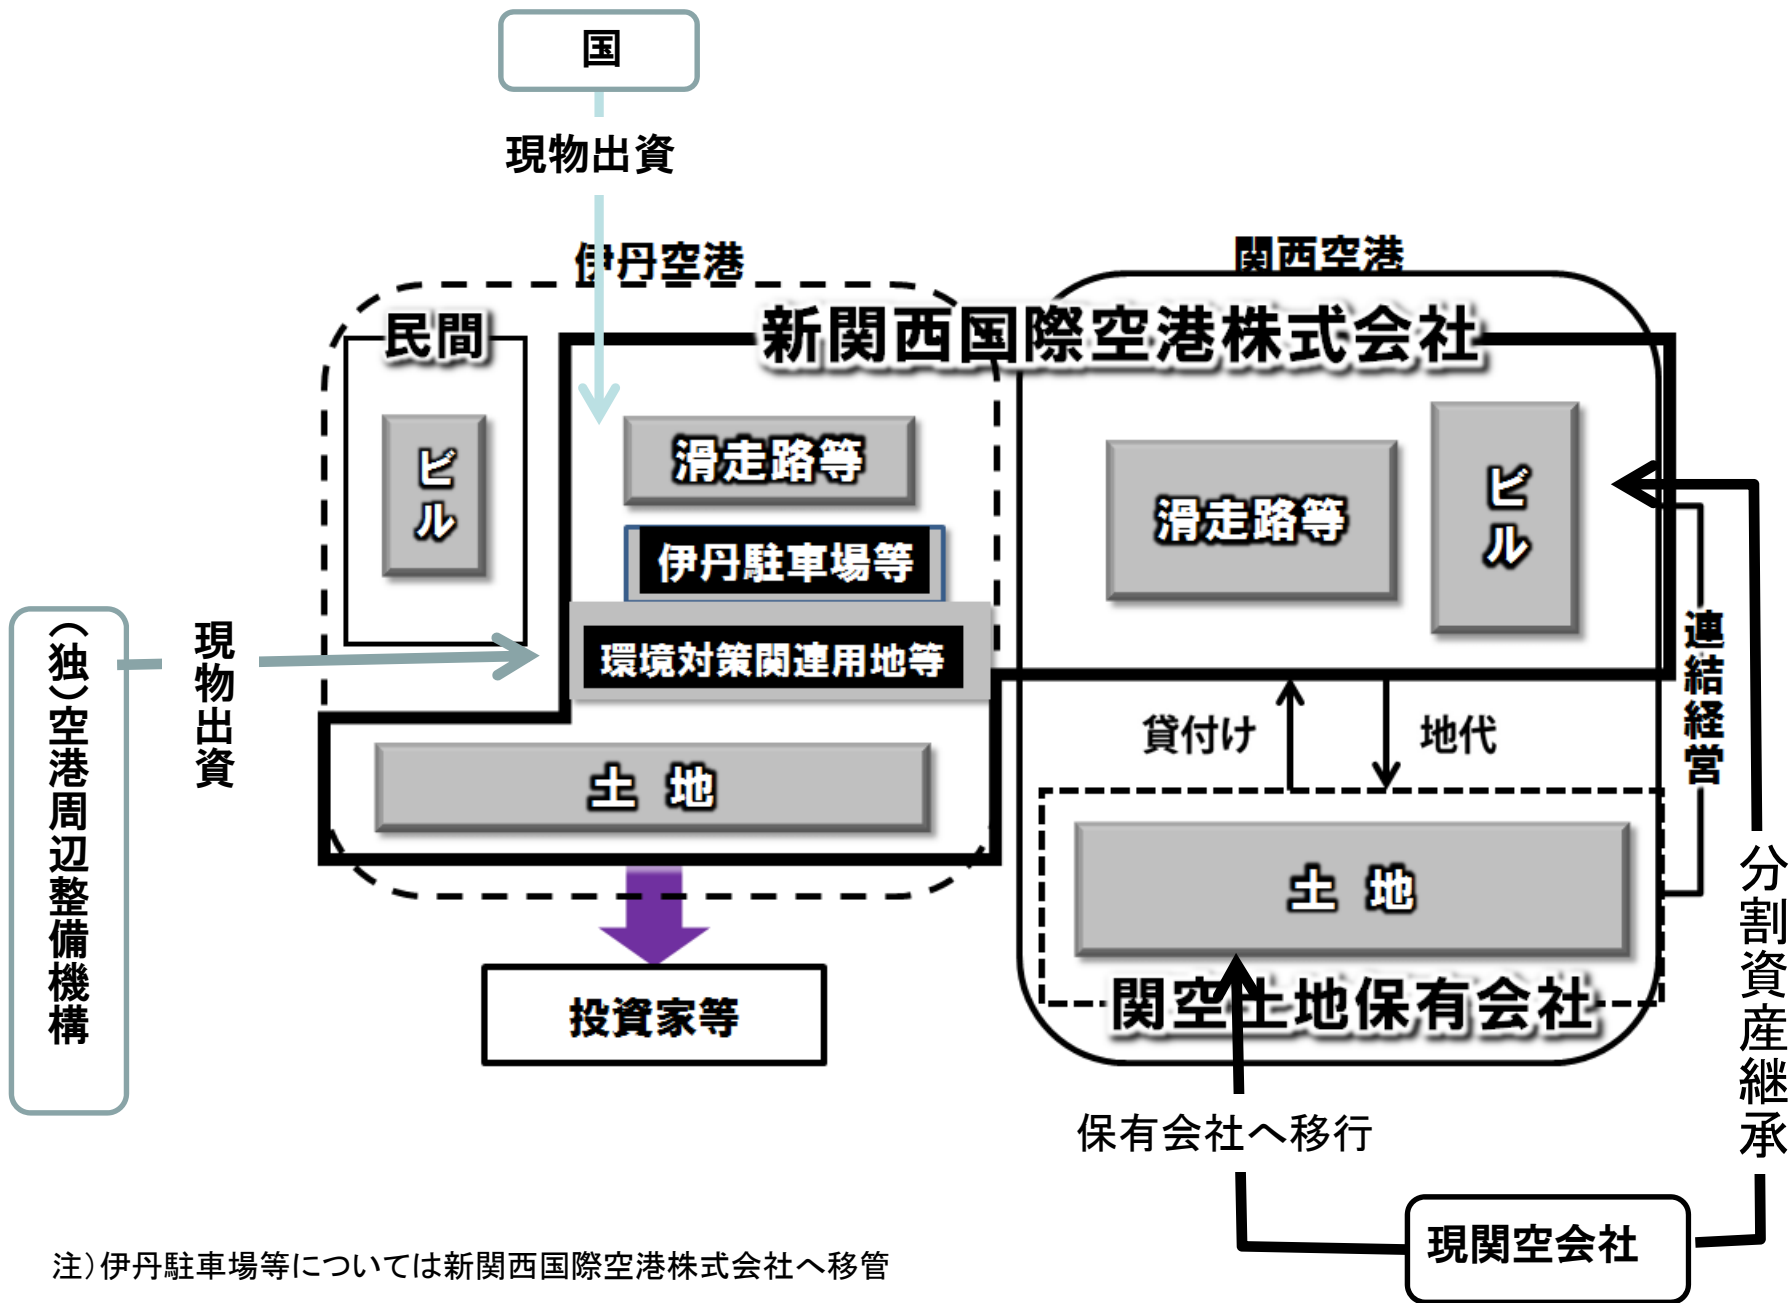 国
現物出資
伊丹空港
関西空港
新関西国際空港株式会社
民間
ビル
滑走路等
伊丹駐車場等
環境対策関連用地等
土　地
滑走路等
ビル
（独）空港周辺整備機構
現物出資
貸付け
地代
連結経営
土　地
関空土地保有会社
分割資産継承
投資家等
保有会社へ移行
現関空会社
注）伊丹駐車場等については新関西国際空港株式会社へ移管